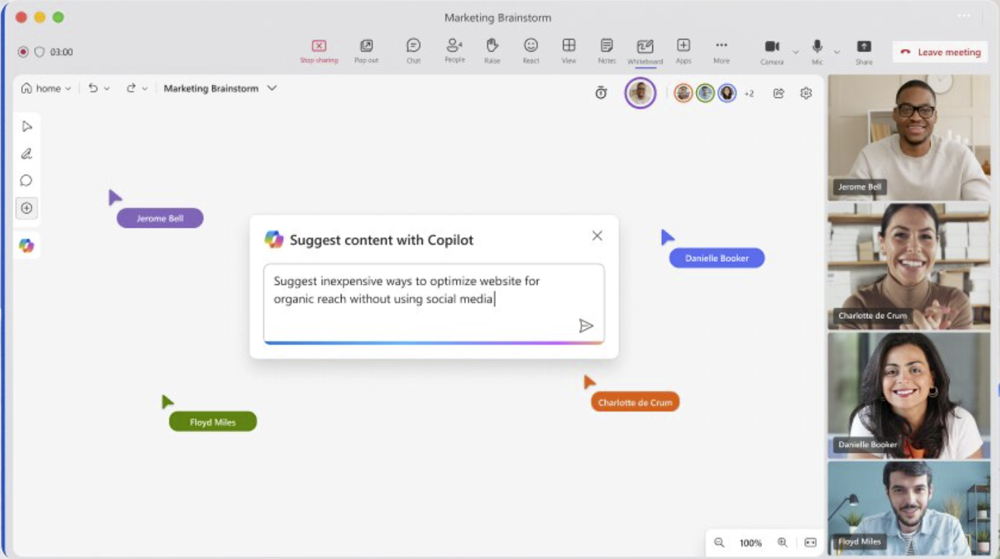 Marketing Brainstorm
03:00
Stop sharing
Pop out
Chat
4
People
Raise
React
View
Notes
Whiteboard
Apps
More
Camera
Mic
Share
Leave meeting
home
Marketing Brainstorm
+2
Jerome Bell
Suggest content with Copilot
Suggest inexpensive ways to optimize website for
organic reach without using social media
Danielle Booker
Charlotte de Crum
Floyd Miles
100%
Jerome Bell
Charlotte de Crum
Danielle Booker
Floyd Miles